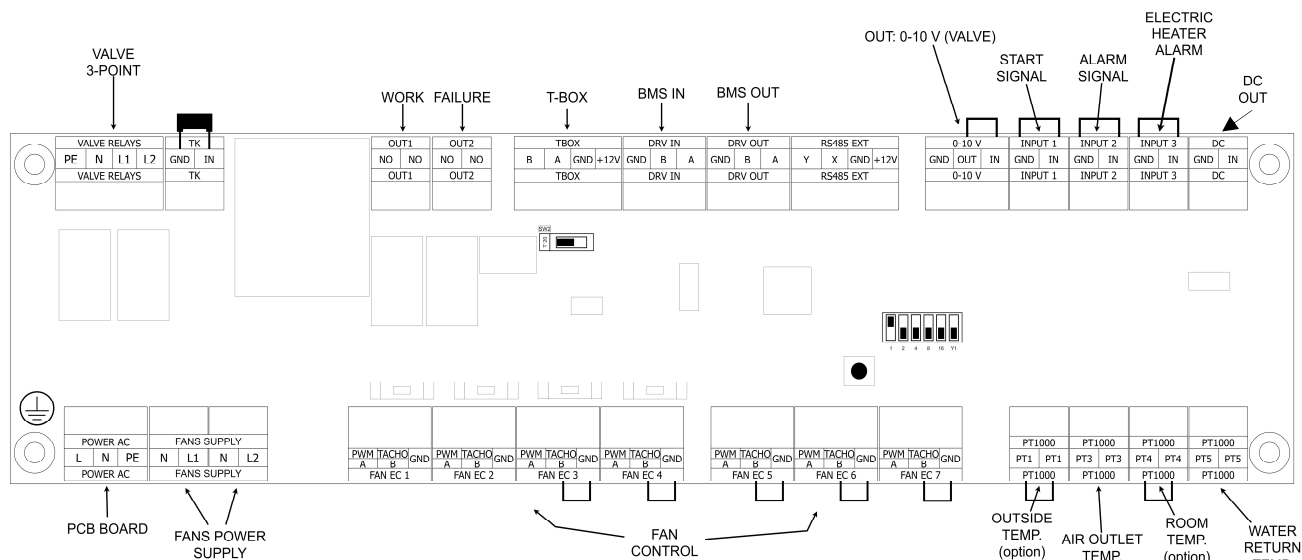 ELECTRIC
HEATER
ALARM
OUT: 0-10 V (VALVE)
VALVE
3-POINT
START
SIGNAL
ALARM
SIGNAL
DC
OUT
WORK FAILURE T-BOX BMS IN BMS OUT
VALVE RELAYS TK OUT1 OUT2 TBOX DRV IN DRV OUT RS485 EXT 0-10 V INPUT 1 INPUT 2 INPUT 3 DC
PE N L1 L2 GND IN NO NO NO NO B A GND +12V GND B A GND B A Y X GND +12V GND OUT IN GND IN GND IN GND IN GND IN
VALVE RELAYS TK OUT1 OUT2 TBOX DRV IN DRV OUT RS485 EXT 0-10 V INPUT 1 INPUT 2 INPUT 3 DC
SW2
1 2 4 8 16 Y1
POWER AC FANS SUPPLY PT1000 PT1000 PT1000 PT1000
L N PE N L1 N L2 PWM TACHO GND PWM TACHO GND PWM TACHO GND PWM TACHO GND PWM TACHO GND PWM TACHO GND PWM TACHO GND PT1 PT1 PT3 PT3 PT4 PT4 PT5 PT5
A B A B A B A B A B A B A B
POWER AC FANS SUPPLY FAN EC 1 FAN EC 2 FAN EC 3 FAN EC 4 FAN EC 5 FAN EC 6 FAN EC 7 PT1000 PT1000 PT1000 PT1000
PCB BOARD
FANS POWER
SUPPLY
FAN
CONTROL
OUTSIDE
TEMP.
(option)
AIR OUTLET
TEMP.
ROOM
TEMP.
(option)
WATER
RETURN